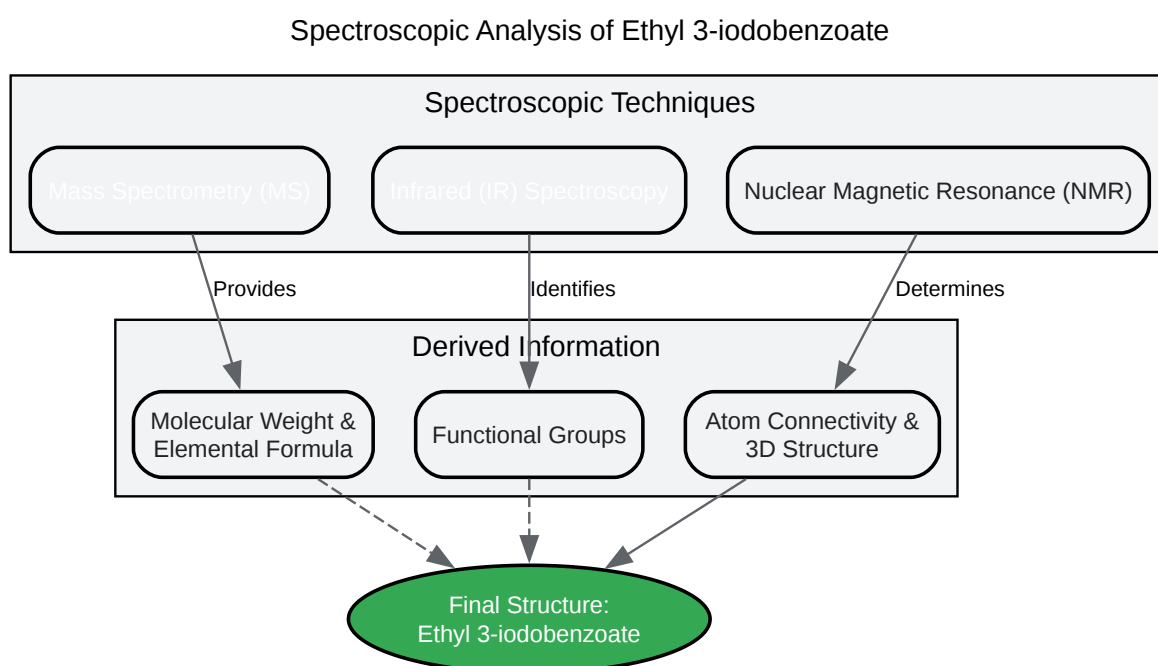 Spectroscopic Analysis of Ethyl 3-iodobenzoate
Spectroscopic Techniques
Mass Spectrometry (MS)
Infrared (IR) Spectroscopy
Nuclear Magnetic Resonance (NMR)
Provides
Identifies
Determines
Derived Information
Molecular Weight &
Elemental Formula
Functional Groups
Atom Connectivity &
3D Structure
Final Structure:
Ethyl 3-iodobenzoate